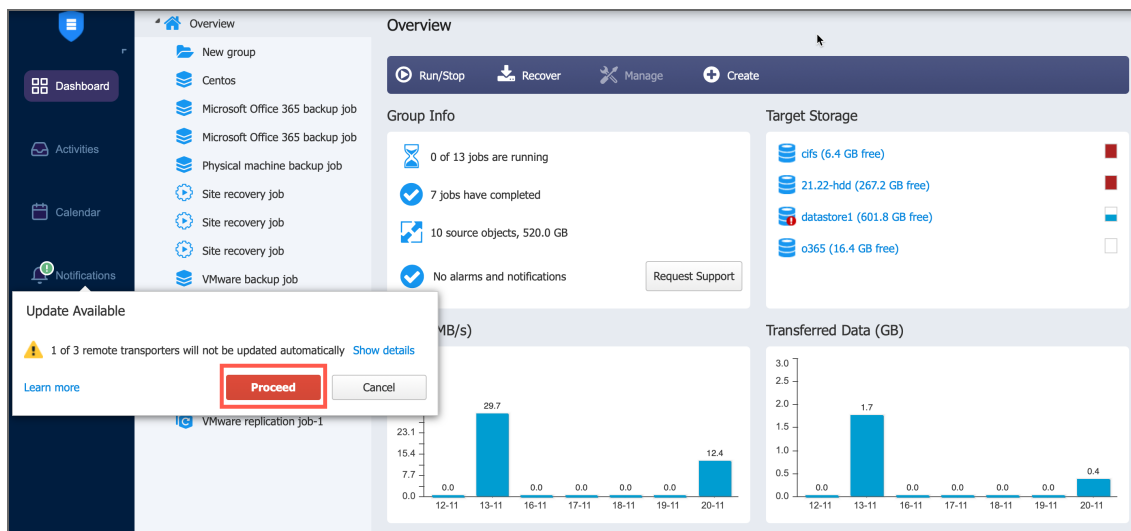 Dashboard
Activities
Calendar
Notifications
Overview
New group
Centos
Microsoft Office 365 backup job
Microsoft Office 365 backup job
Physical machine backup job
Site recovery job
Site recovery job
Site recovery job
VMware backup job
VMware replication job-1
Update Available
1 of 3 remote transporters will not be updated automatically Show details
Learn more
Proceed
Cancel
Overview
Run/Stop Recover Manage Create
Group Info
0 of 13 jobs are running
7 jobs have completed
10 source objects, 520.0 GB
No alarms and notifications
Request Support
Target Storage
cifs (6.4 GB free)
21.22-hdd (267.2 GB free)
datastore1 (601.8 GB free)
o365 (16.4 GB free)
MB/s)
23.1
15.4
7.7
0.0
0.0 29.7 0.0 0.0 0.0 0.0 12.4
12-11 13-11 16-11 17-11 18-11 19-11 20-11
Transferred Data (GB)
3.0
2.5
2.0
1.5
1.0
0.5
0.0
0.0 1.7 0.0 0.0 0.0 0.0 0.4
12-11 13-11 16-11 17-11 18-11 19-11 20-11